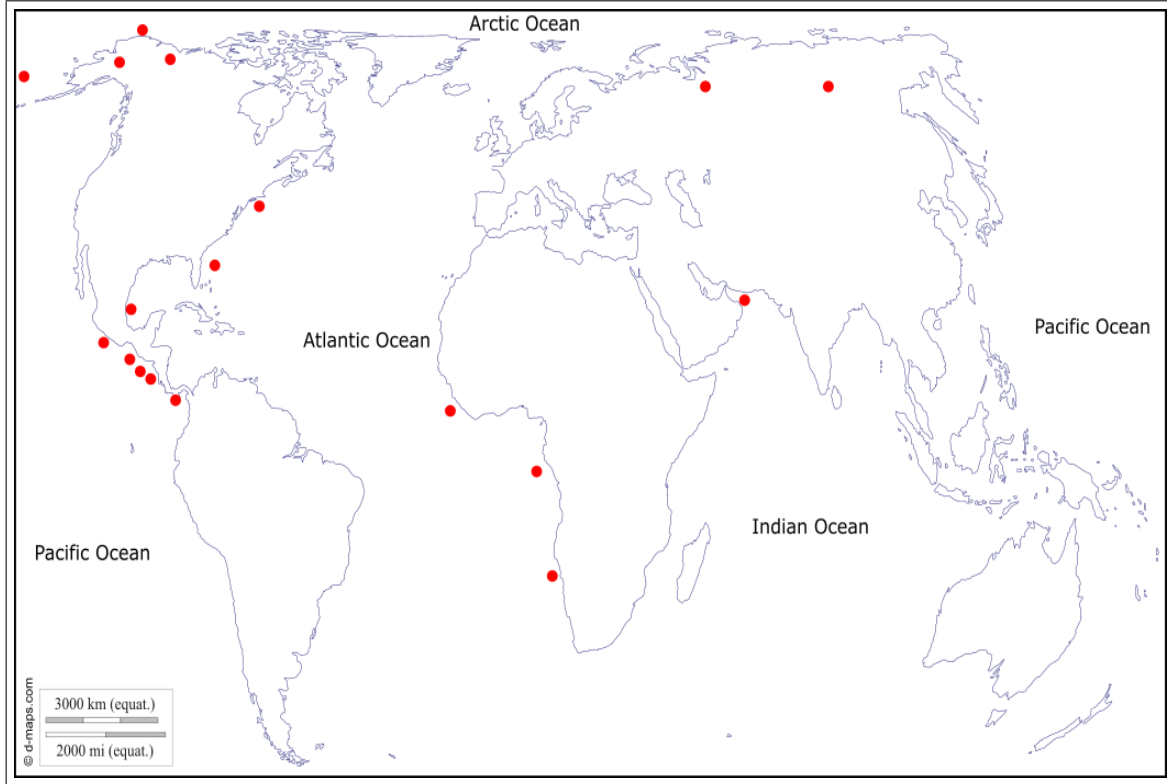 Arctic Ocean
Pacific Ocean
Atlantic Ocean
Indian Ocean
Pacific Ocean
© d-maps.com
3000 km (equat.)
2000 mi (equat.)